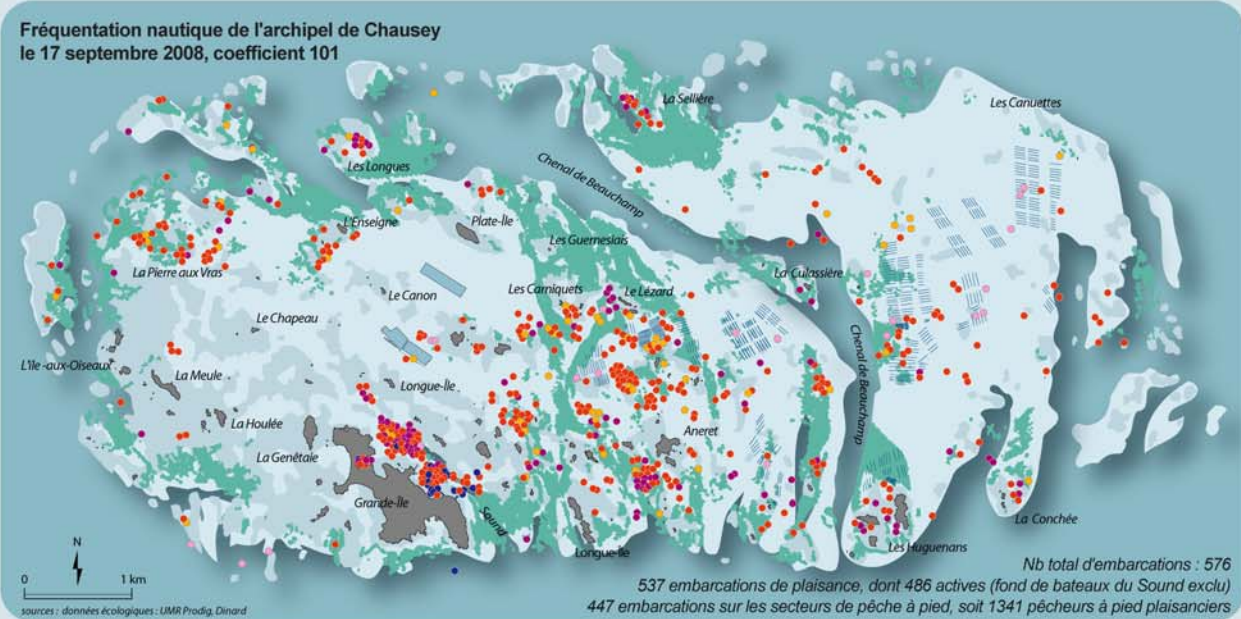 Fréquentation nautique de l'archipel de Chausey
le 17 septembre 2008, coefficient 101
La Sellière
Les Canuettes
Les Longues
Chenal de Beauchamp
L'Enseigne
Plate-Île
Les Guerneslais
La Pierre aux Vras
La Culassière
Le Canon
Les Carniquets
Le Lézard
Le Chapeau
L'île -aux-Oiseaux
La Meule
Longue-Île
Chenal de Beauchamp
La Houlée
Aneret
La Genêtaie
Grande-Île
Sound
La Conchée
Longue-Île
Les Huguenans
N
0 1 km
sources : données écologiques : UMR Prodig, Dinard
Nb total d'embarcations : 576
537 embarcations de plaisance, dont 486 actives (fond de bateaux du Sound exclu)
447 embarcations sur les secteurs de pêche à pied, soit 1341 pêcheurs à pied plaisanciers